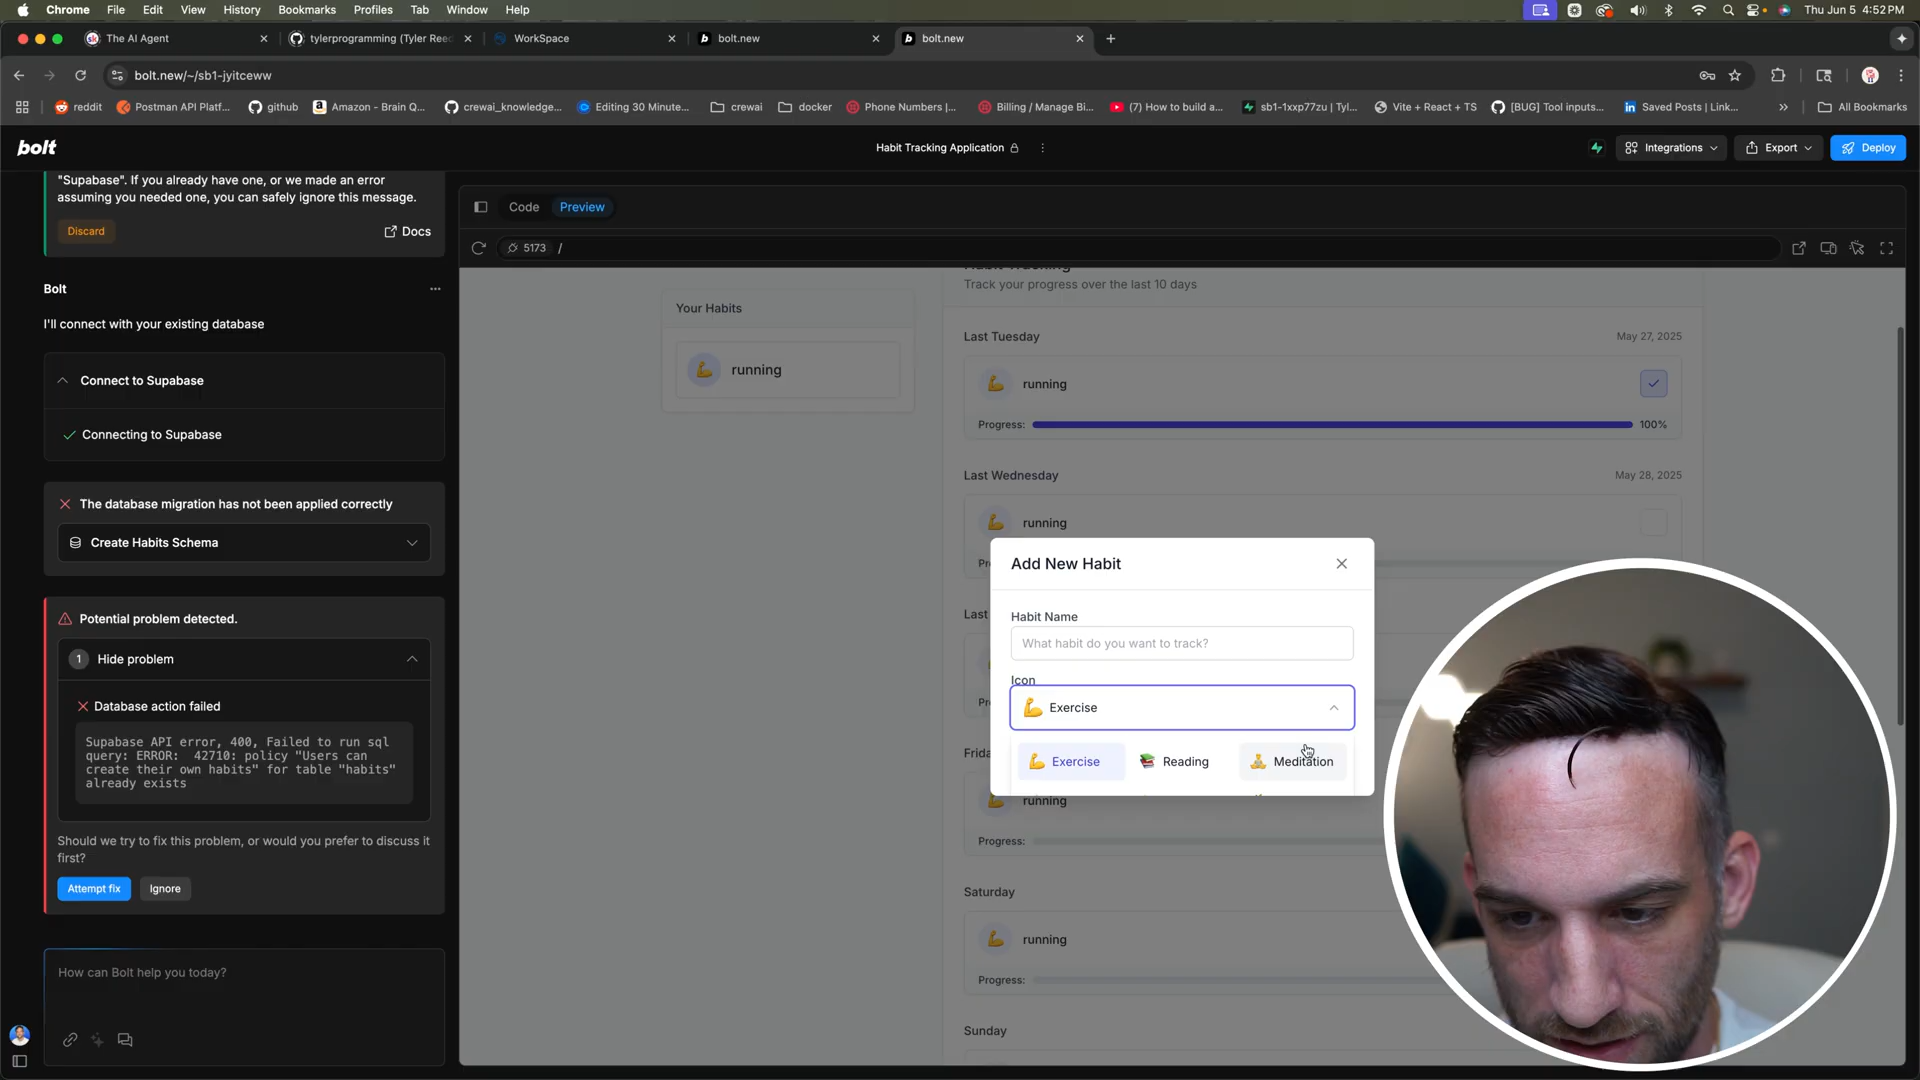 Chrome File Edit View History Bookmarks Profiles Tab Window Help
Thu Jun 5 4:52 PM
The AI Agent
tylerprogramming (Tyler Reed
WorkSpace
bolt.new
bolt.new
bolt.new/~/sb1-jyitceww
reddit
Postman API Platf...
github
Amazon - Brain Q...
crewai_knowledge...
Editing 30 Minute...
crewai
docker
Phone Numbers |...
Billing / Manage Bi...
(7) How to build a...
sb1-1xxp77zu | Tyl...
Vite + React + TS
[BUG] Tool inputs...
Saved Posts | Link...
All Bookmarks
bolt
Habit Tracking Application
Integrations
Export
Deploy
"Supabase". If you already have one, or we made an error
assuming you needed one, you can safely ignore this message.
Discard
Docs
Bolt
I'll connect with your existing database
Connect to Supabase
Connecting to Supabase
The database migration has not been applied correctly
Create Habits Schema
Potential problem detected.
1 Hide problem
Database action failed
Supabase API error, 400, Failed to run sql
query: ERROR: 42710: policy "Users can
create their own habits" for table "habits"
already exists
Should we try to fix this problem, or would you prefer to discuss it
first?
Attempt fix
Ignore
How can Bolt help you today?
Code
Preview
5173 /
Habit Tracking
Track your progress over the last 10 days
Your Habits
running
Last Tuesday
May 27, 2025
running
Progress:
100%
Last Wednesday
May 28, 2025
running
Last
Add New Habit
Habit Name
What habit do you want to track?
Icon
Exercise
Exercise
Reading
Meditation
running
Progress:
Saturday
running
Progress:
Sunday